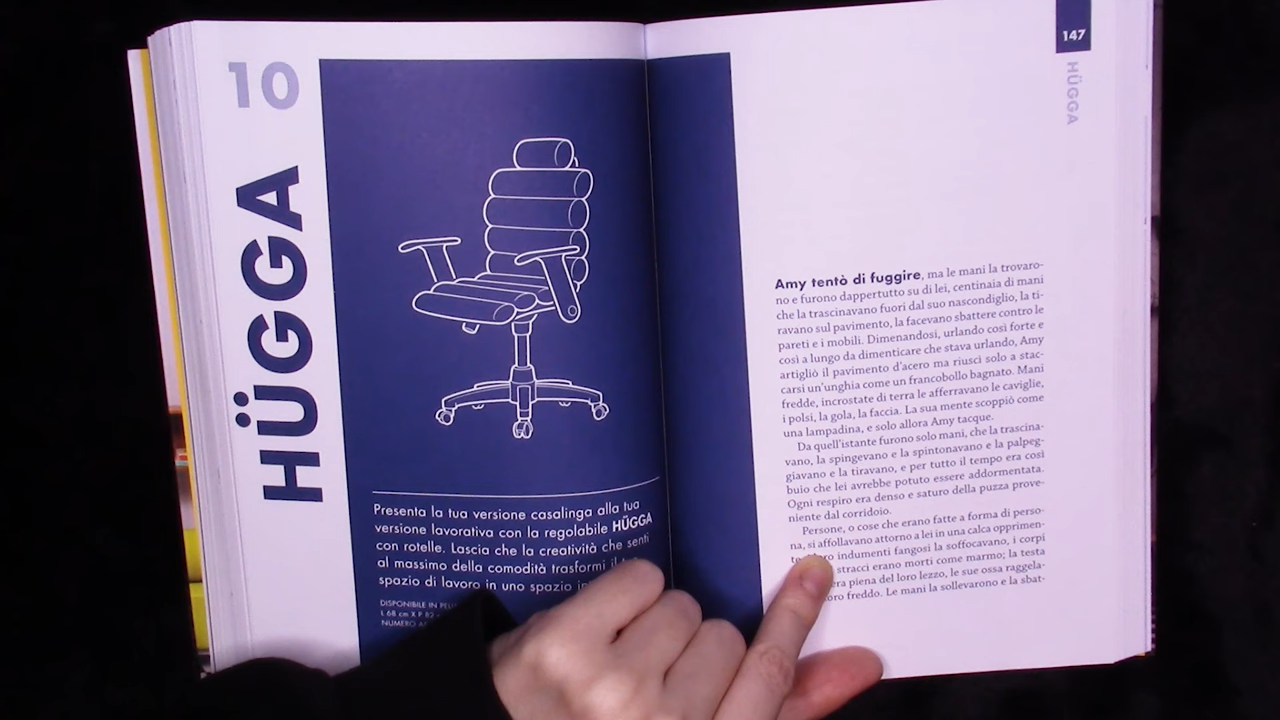 10
HÜGGA
Presenta la tua versione casalinga alla tua
versione lavorativa con la regolabile HÜGGA
con rotelle. Lascia che la creatività che senti
al massimo della comodità trasformi il
spazio di lavoro in uno spazio
DISPONIBILE IN
L 68 cm X P 82
NUMERO
147
HÜGGA
Amy tentò di fuggire, ma le mani la trovaro-
no e furono dappertutto su di lei, centinaia di mani
che la trascinavano fuori dal suo nascondiglio, la ti-
ravano sul pavimento, la facevano sbattere contro le
pareti e i mobili. Dimenandosi, urlando così forte e
così a lungo da dimenticare che stava urlando, Amy
artigliò il pavimento d'acero ma riuscì solo a stac-
carsi un'unghia come un francobollo bagnato. Mani
fredde, incrostate di terra le afferravano le caviglie,
i polsi, la gola, la faccia. La sua mente scoppiò come
una lampadina, e solo allora Amy tacque.
Da quell'istante furono solo mani, che la trascina-
vano, la spingevano e la spintonavano e la palpeg-
giavano e la tiravano, e per tutto il tempo era così
buio che lei avrebbe potuto essere addormentata.
Ogni respiro era denso e saturo della puzza prove-
niente dal corridoio.
Persone, o cose che erano fatte a forma di perso-
na, si affollavano attorno a lei in una calca opprimen-
indumenti fangosi la soffocavano, i corpi
stracci erano morti come marmo; la testa
era piena del loro lezzo, le sue ossa raggela-
loro freddo. Le mani la sollevarono e la sbat-